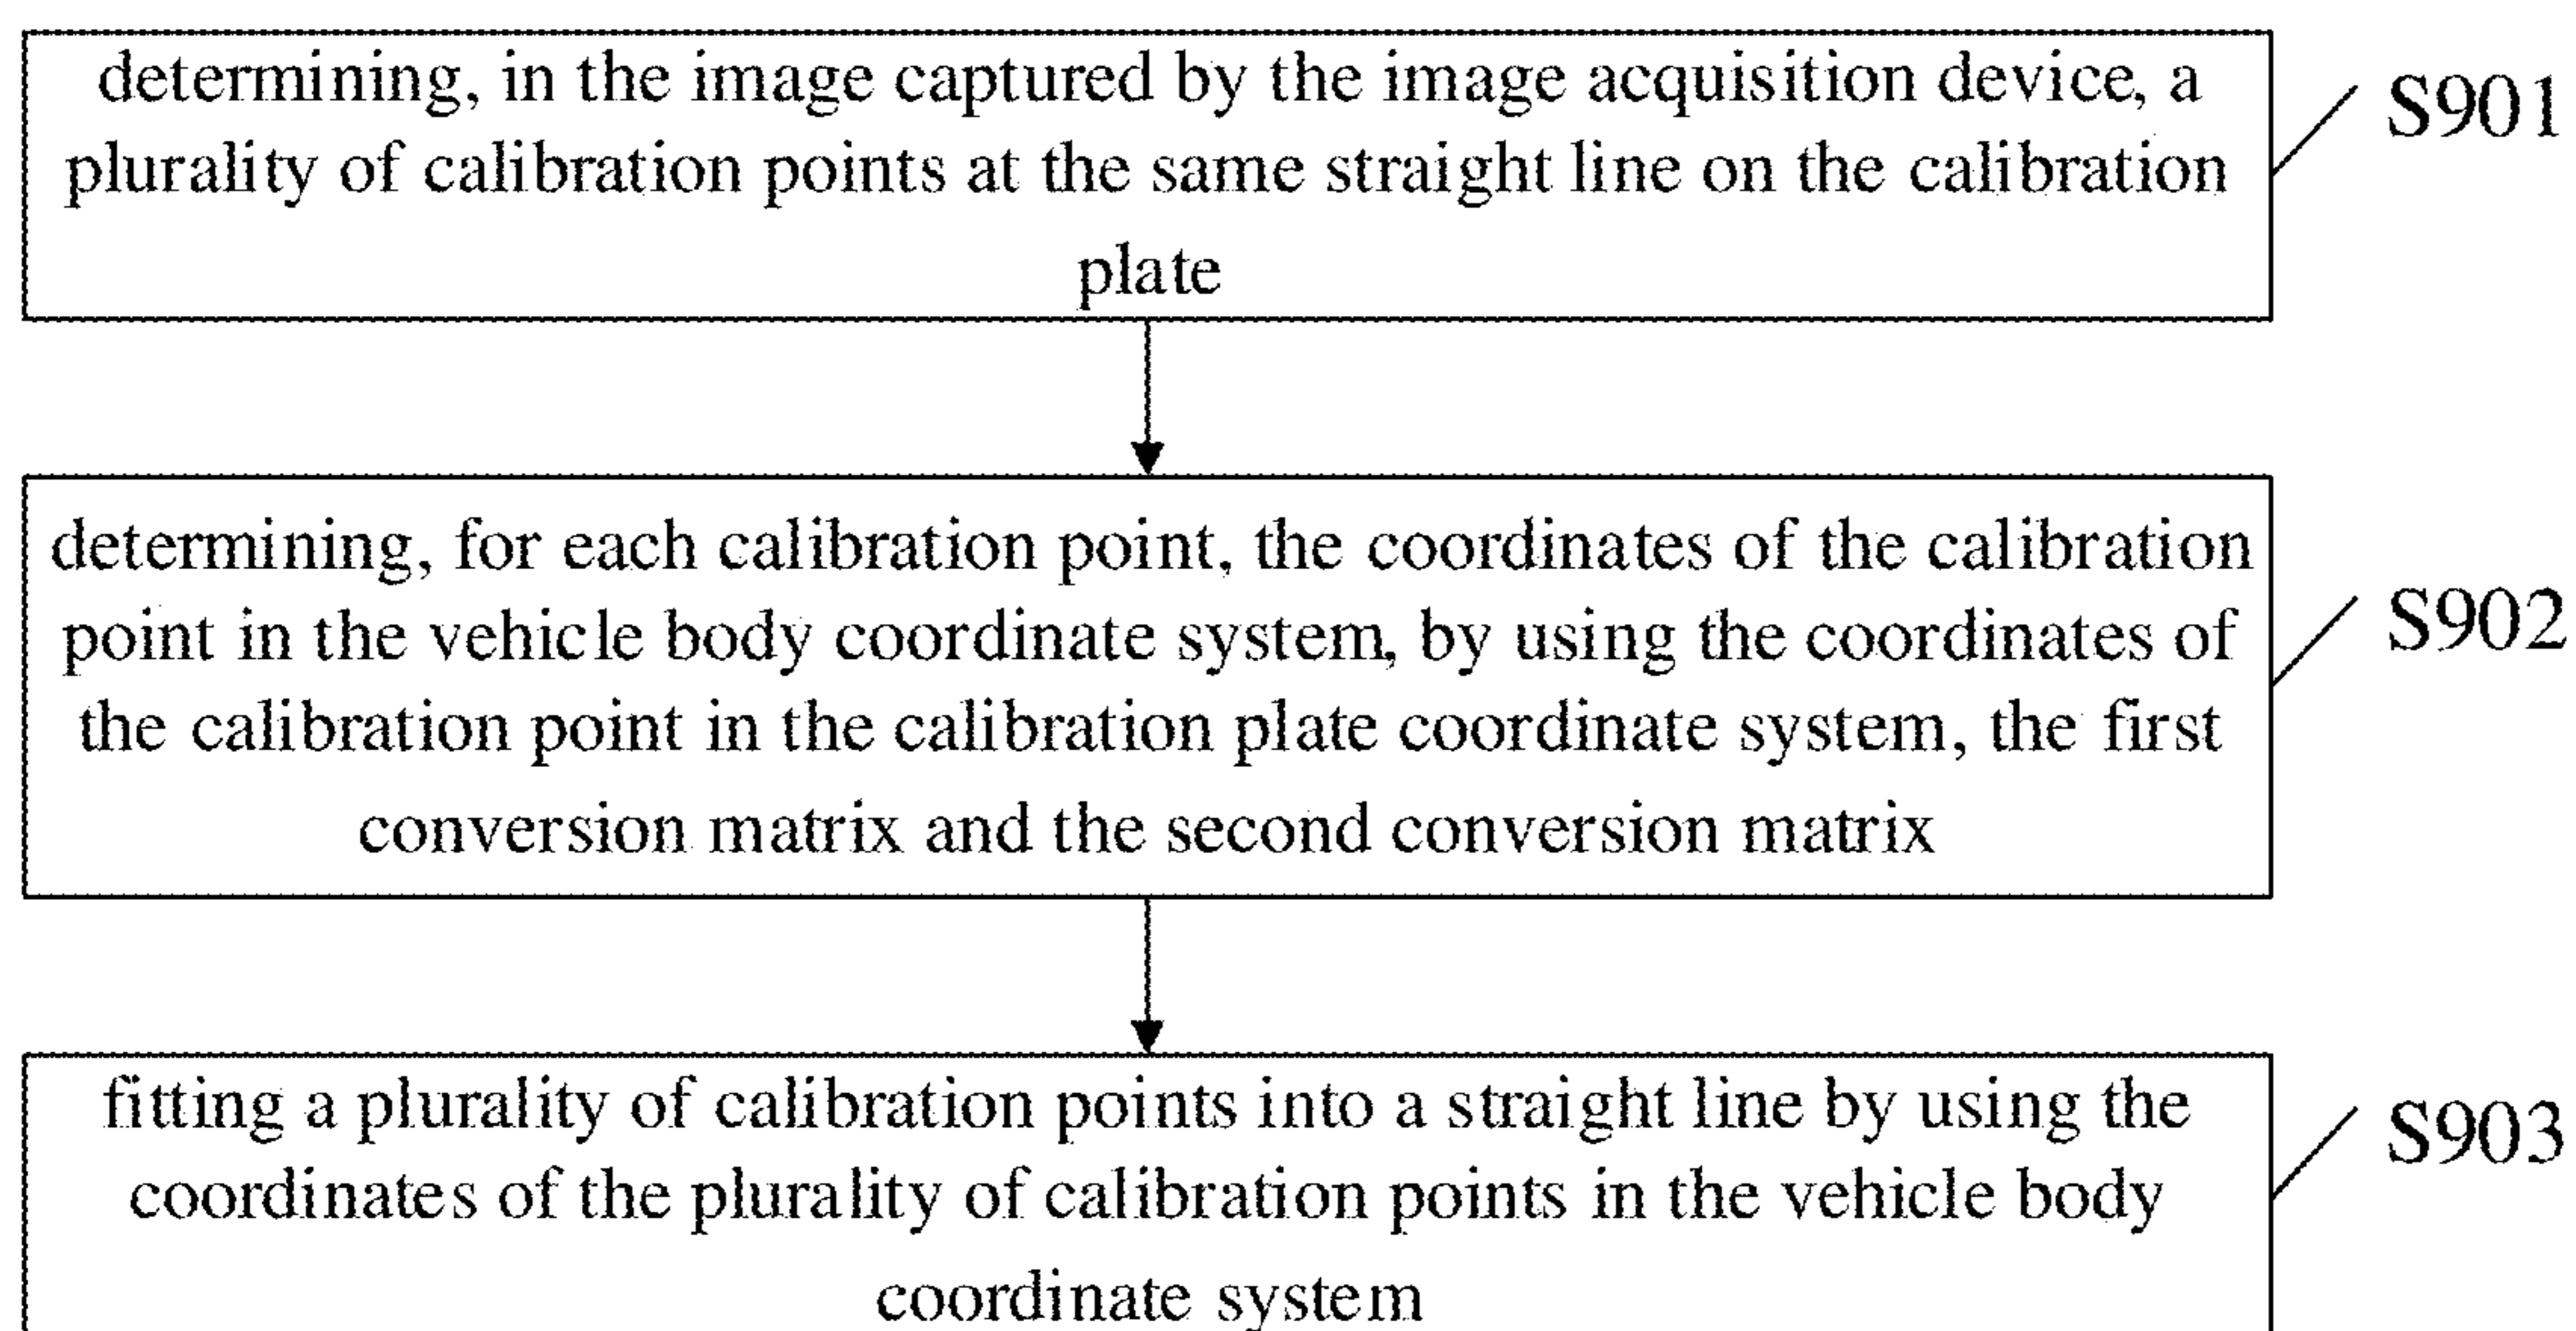 determining, in the image captured by the image acquisition device, a
plurality of calibration points at the same straight line on the calibration
plate
S901
determining, for each calibration point, the coordinates of the calibration
point in the vehicle body coordinate system, by using the coordinates of
the calibration point in the calibration plate coordinate system, the first
conversion matrix and the second conversion matrix
S902
fitting a plurality of calibration points into a straight line by using the
coordinates of the plurality of calibration points in the vehicle body
coordinate system
S903